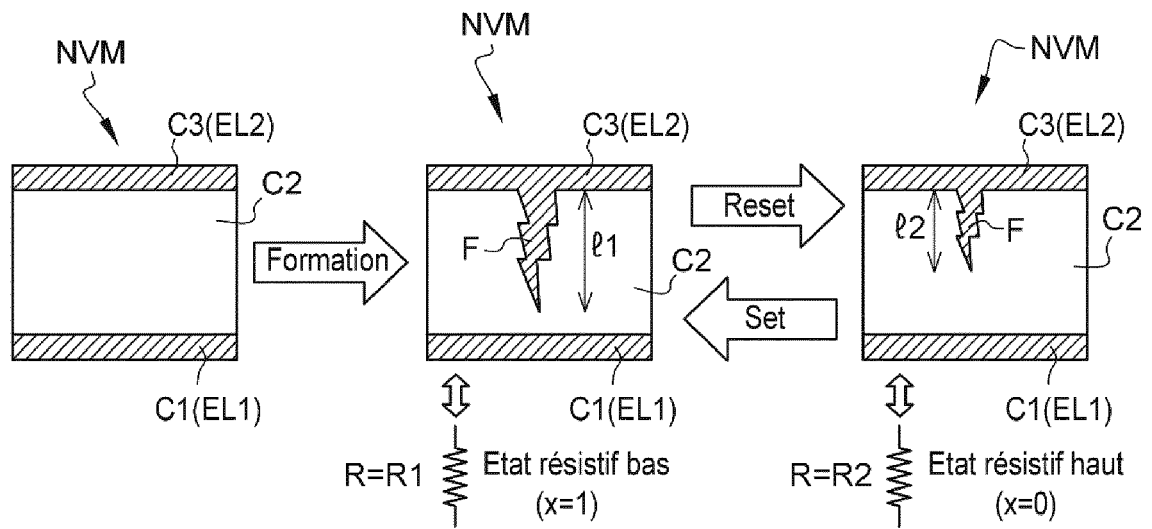 NVM
C3(EL2)
C2
C1(EL1)
Formation
NVM
C3(EL2)
F
ℓ1
C2
C1(EL1)
R=R1
Etat résistif bas
(x=1)
Reset
Set
NVM
C3(EL2)
ℓ2
F
C2
C1(EL1)
R=R2
Etat résistif haut
(x=0)